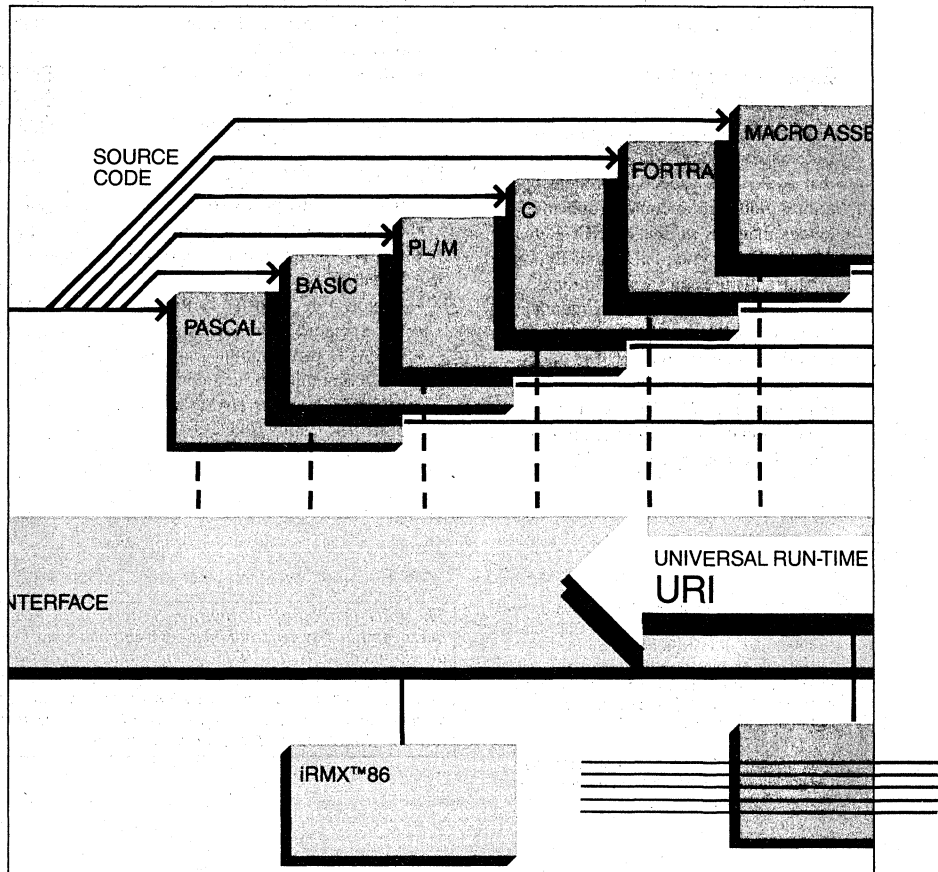 MACRO ASSE
SOURCE
CODE
FORTRA
C
PL/M
BASIC
PASCAL
UNIVERSAL RUN-TIME
URI
NTERFACE
iRMX™86